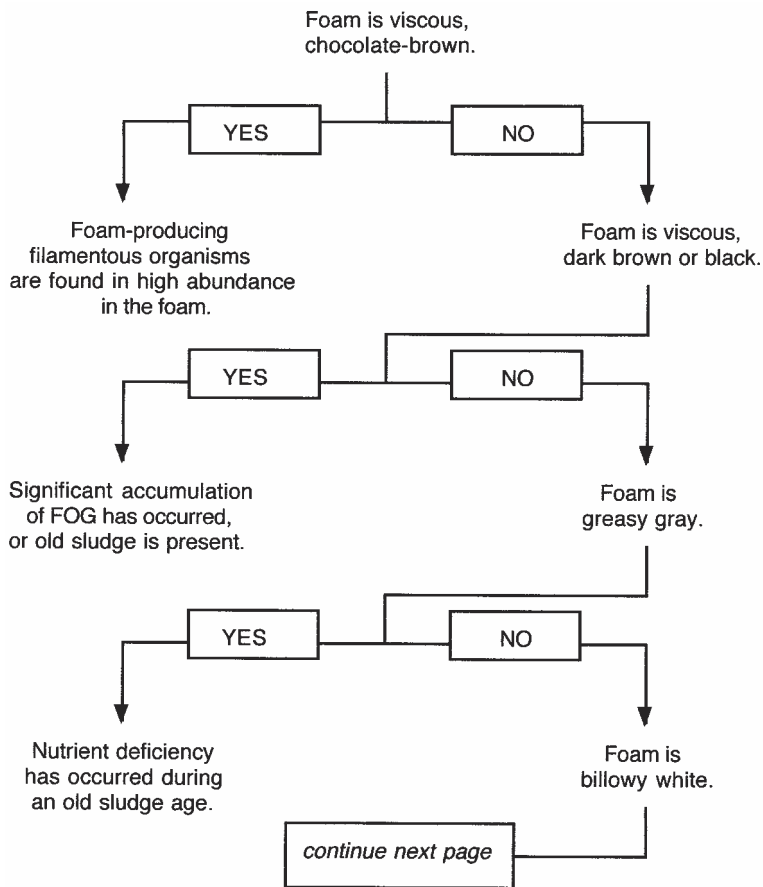 Foam is viscous,
chocolate-brown.
YES
NO
Foam-producing
filamentous organisms
are found in high abundance
in the foam.
Foam is viscous,
dark brown or black.
YES
NO
Significant accumulation
of FOG has occurred,
or old sludge is present.
Foam is
greasy gray.
YES
NO
Nutrient deficiency
has occurred during
an old sludge age.
Foam is
billowy white.
continue next page